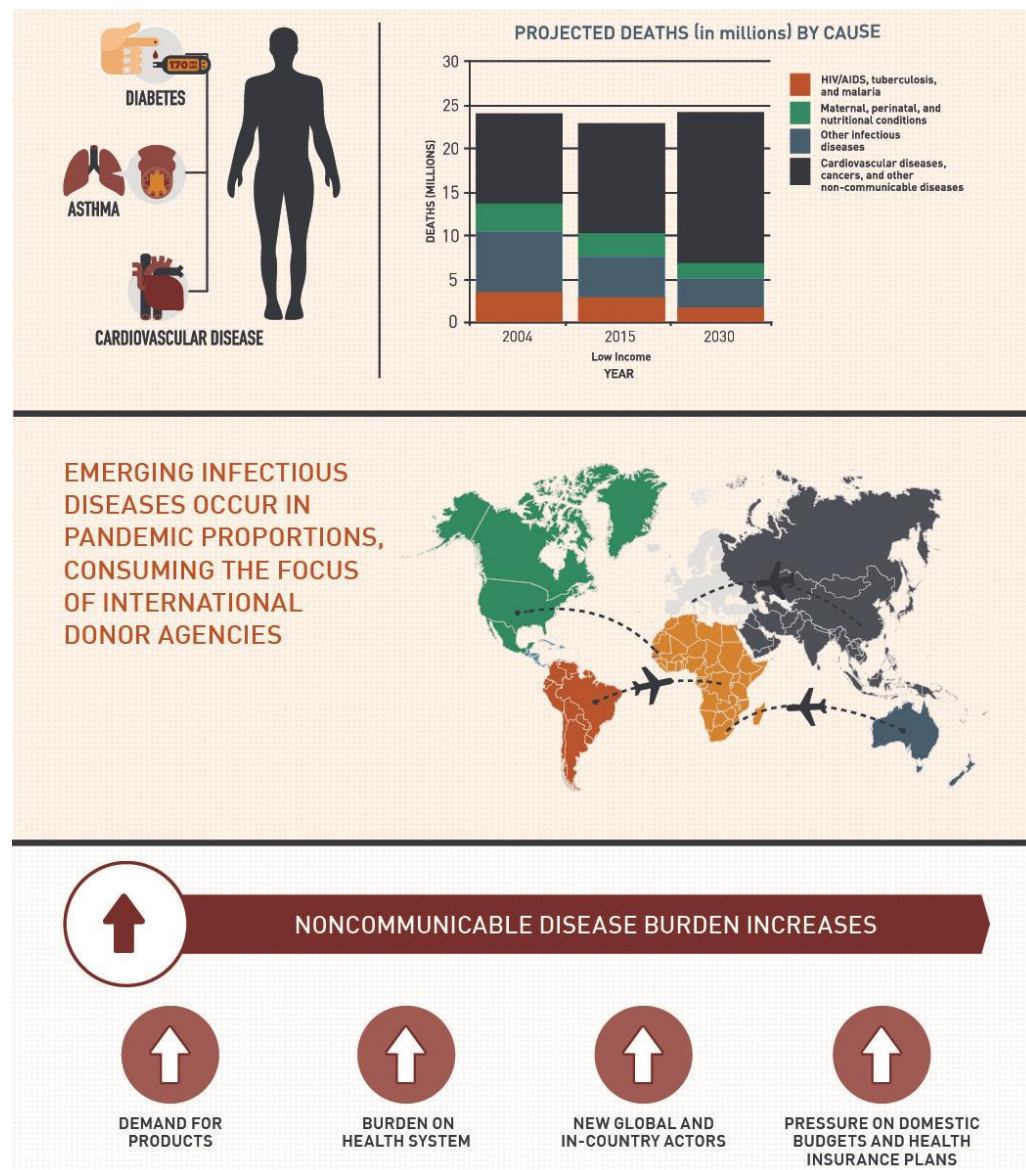 170
DIABETES
ASTHMA
CARDIOVASCULAR DISEASE
PROJECTED DEATHS (in millions) BY CAUSE
DEATHS (MILLIONS)
30
25
20
15
10
5
0
2004
2015
2030
Low Income
YEAR
HIV/AIDS, tuberculosis,
and malaria
Maternal, perinatal, and
nutritional conditions
Other infectious
diseases
Cardiovascular diseases,
cancers, and other
non-communicable diseases
EMERGING INFECTIOUS
DISEASES OCCUR IN
PANDEMIC PROPORTIONS,
CONSUMING THE FOCUS
OF INTERNATIONAL
DONOR AGENCIES
NONCOMMUNICABLE DISEASE BURDEN INCREASES
DEMAND FOR
PRODUCTS
BURDEN ON
HEALTH SYSTEM
NEW GLOBAL AND
IN-COUNTRY ACTORS
PRESSURE ON DOMESTIC
BUDGETS AND HEALTH
INSURANCE PLANS